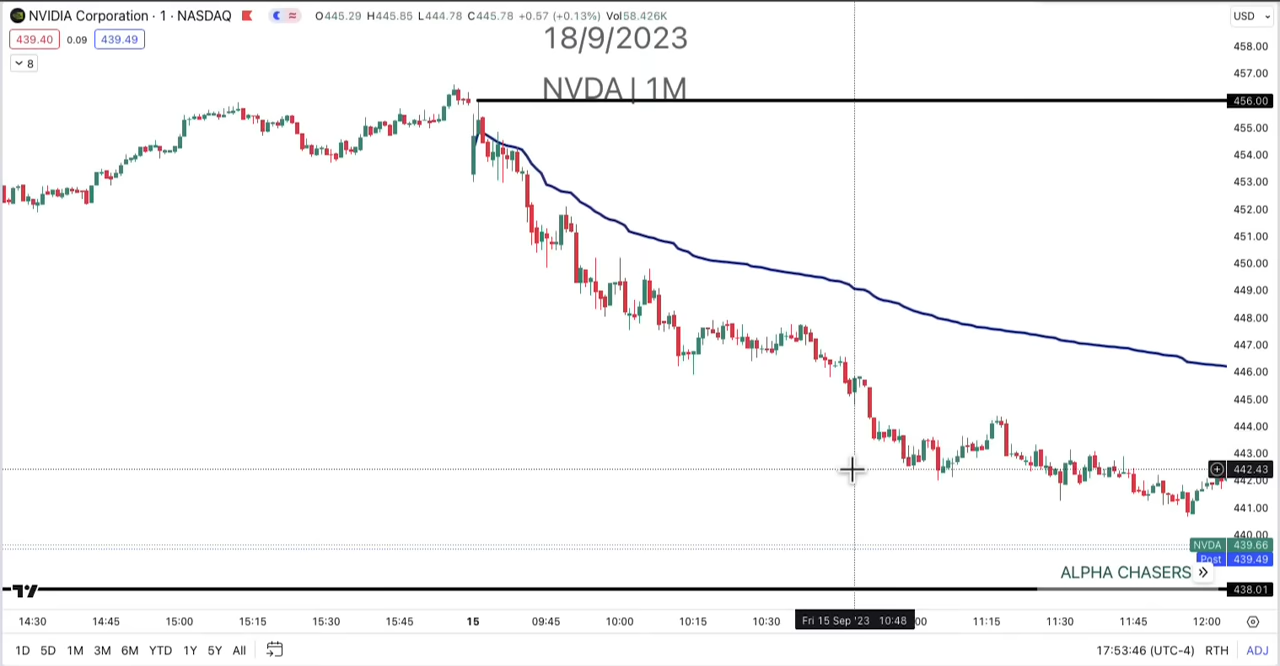 NVIDIA Corporation · 1 · NASDAQ
O445.29 H445.85 L444.78 C445.78 +0.57 (+0.13%) Vol58.426K
USD
439.40 0.09 439.49
8
18/9/2023
NVDA | 1M
458.00
457.00
456.00
455.00
454.00
453.00
452.00
451.00
450.00
449.00
448.00
447.00
446.00
445.00
444.00
443.00
442.43
442.00
441.00
440.00
NVDA 439.66
Post 439.49
ALPHA CHASERS
438.01
14:30 14:45 15:00 15:15 15:30 15:45 15 09:45 10:00 10:15 10:30 Fri 15 Sep '23 10:48 :00 11:15 11:30 11:45 12:00
1D 5D 1M 3M 6M YTD 1Y 5Y All 17:53:46 (UTC-4) RTH ADJ